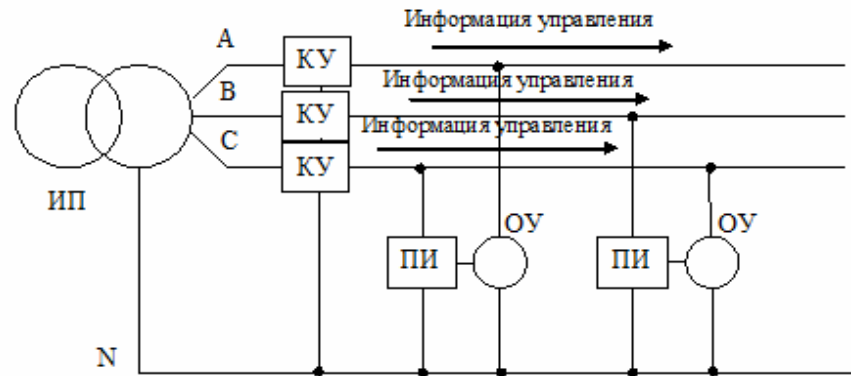 Информация управления
A
КУ
Информация управления
B
КУ
Информация управления
C
КУ
ИП
ОУ
ОУ
ПИ
ПИ
N